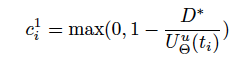 c_i^1 = max(0, 1 − D* / U_Θ^u(t_i))